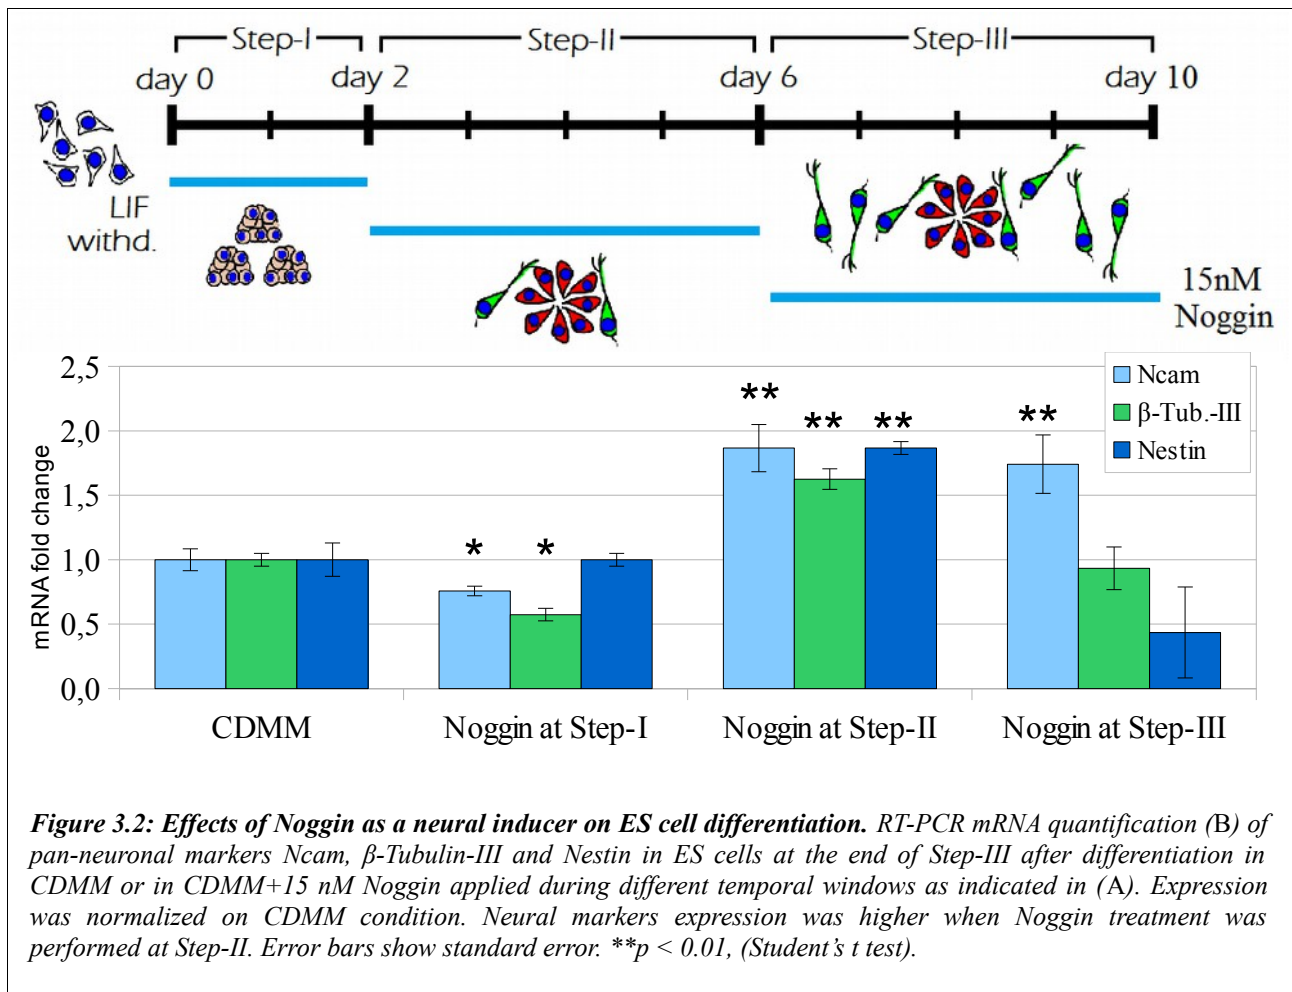 Step-I Step-II Step-III
day 0 day 2 day 6 day 10
LIF
withd.
15nM
Noggin
2,5
2,0
1,5
1,0
0,5
0,0
mRNA fold change
* * ** ** ** **
Ncam
β-Tub.-III
Nestin
CDMM Noggin at Step-I Noggin at Step-II Noggin at Step-III
Figure 3.2: Effects of Noggin as a neural inducer on ES cell differentiation. RT-PCR mRNA quantification (B) of
pan-neuronal markers Ncam, β-Tubulin-III and Nestin in ES cells at the end of Step-III after differentiation in
CDMM or in CDMM+15 nM Noggin applied during different temporal windows as indicated in (A). Expression
was normalized on CDMM condition. Neural markers expression was higher when Noggin treatment was
performed at Step-II. Error bars show standard error. **p < 0.01, (Student’s t test).